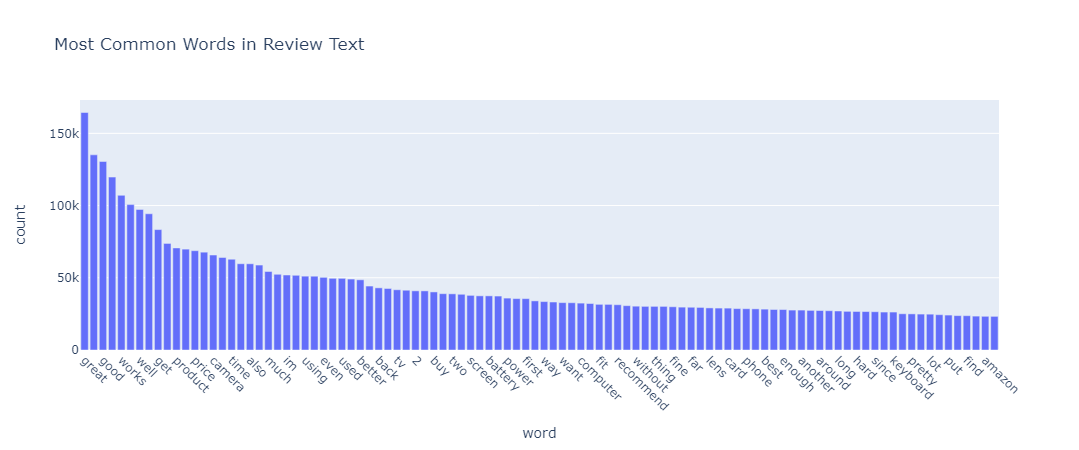 Most Common Words in Review Text
150k
100k
50k
0
count
great
good
works
well
get
product
price
camera
time
also
much
im
using
even
used
better
back
tv
2
buy
two
screen
battery
power
first
way
want
computer
fit
recommend
without
thing
fine
far
lens
card
phone
best
enough
another
around
long
hard
since
keyboard
pretty
lot
put
find
amazon
word